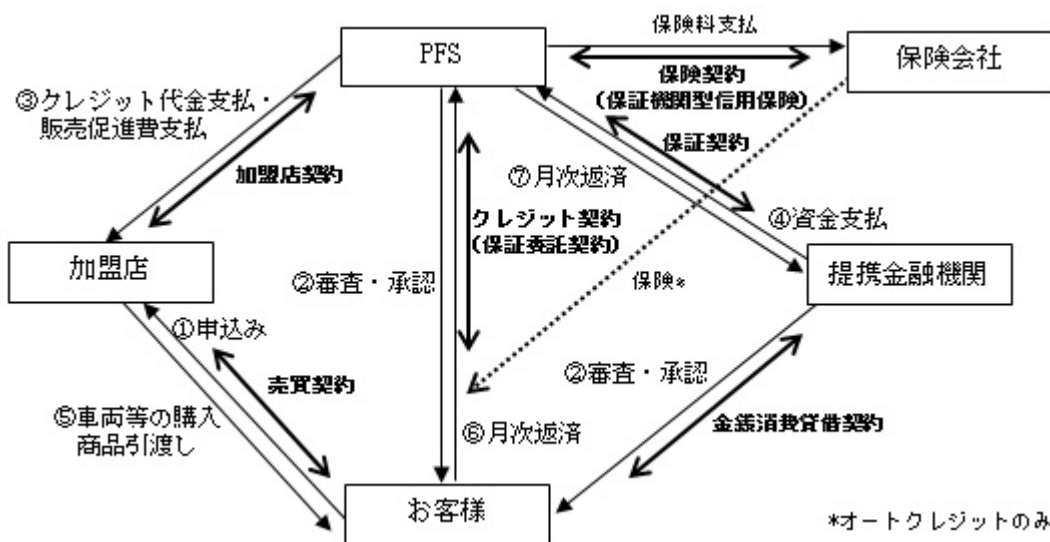 保険料支払
PFS
保険会社
保険契約
(保証機関型信用保険)
③クレジット代金支払・
販売促進費支払
保証契約
加盟店契約
⑦月次返済
クレジット契約
(保証委託契約)
④資金支払
加盟店
②審査・承認
保険*
提携金融機関
①申込み
売買契約
②審査・承認
⑤車両等の購入
商品引渡し
⑥月次返済
金銭消費貸借契約
お客様
*オートクレジットのみ